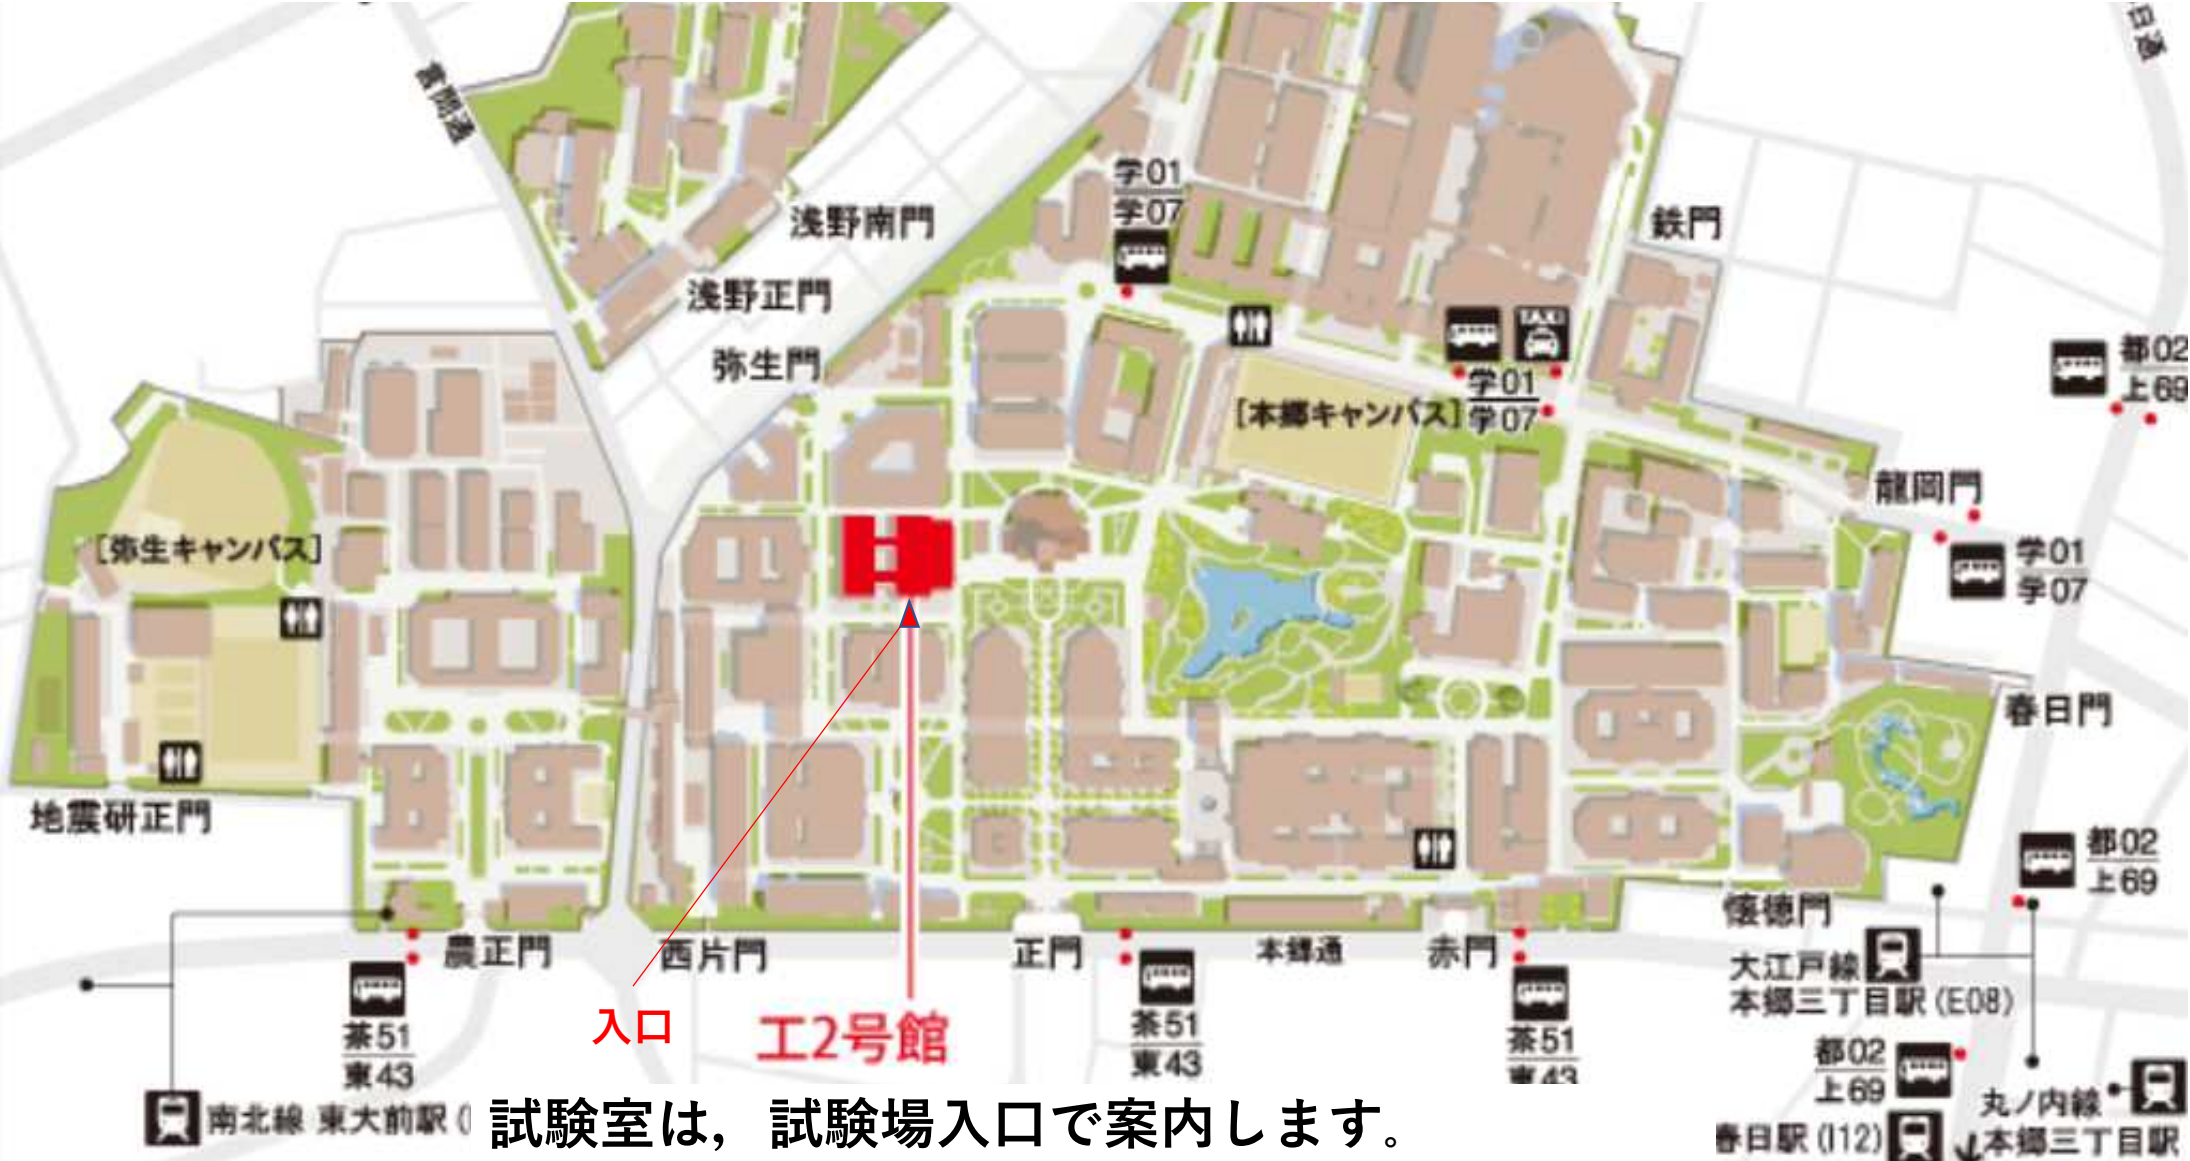 言問通
日通
学01
学07
浅野南門
鉄門
浅野正門
弥生門
都02
上69
学01
学07
[本郷キャンパス]
龍岡門
[弥生キャンパス]
学01
学07
春日門
地震研正門
都02
上69
農正門
西片門
正門
本郷通
赤門
懐徳門
大江戸線
本郷三丁目駅(E08)
茶51
東43
入口
工2号館
茶51
東43
茶51
東43
TAXI
都02
上69
南北線 東大前駅(
試験室は，試験場入口で案内します。
丸ノ内線
本郷三丁目駅
春日駅(I12)